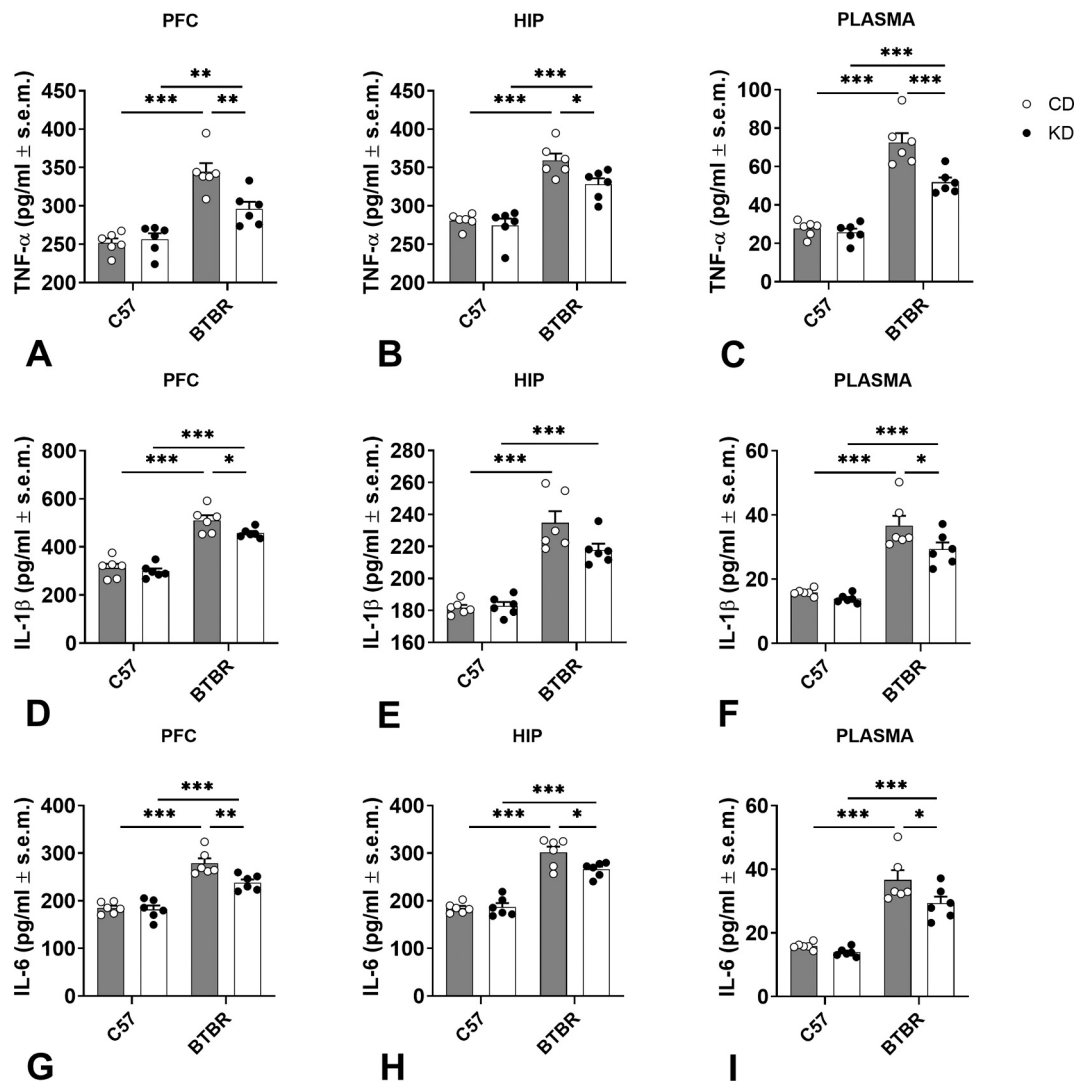 PFC
HIP
PLASMA
TNF-α (pg/ml ± s.e.m.)
450
400
350
300
250
200
***
**
**
C57
BTBR
A
TNF-α (pg/ml ± s.e.m.)
450
400
350
300
250
200
***
***
*
C57
BTBR
B
TNF-α (pg/ml ± s.e.m.)
100
80
60
40
20
0
***
***
***
C57
BTBR
C
CD
KD
PFC
HIP
PLASMA
IL-1β (pg/ml ± s.e.m.)
800
600
400
200
0
***
***
*
C57
BTBR
D
IL-1β (pg/ml ± s.e.m.)
280
260
240
220
200
180
160
***
***
C57
BTBR
E
IL-1β (pg/ml ± s.e.m.)
60
40
20
0
***
***
*
C57
BTBR
F
PFC
HIP
PLASMA
IL-6 (pg/ml ± s.e.m.)
400
300
200
100
0
***
***
**
C57
BTBR
G
IL-6 (pg/ml ± s.e.m.)
400
300
200
100
0
***
***
*
C57
BTBR
H
IL-6 (pg/ml ± s.e.m.)
60
40
20
0
***
***
*
C57
BTBR
I